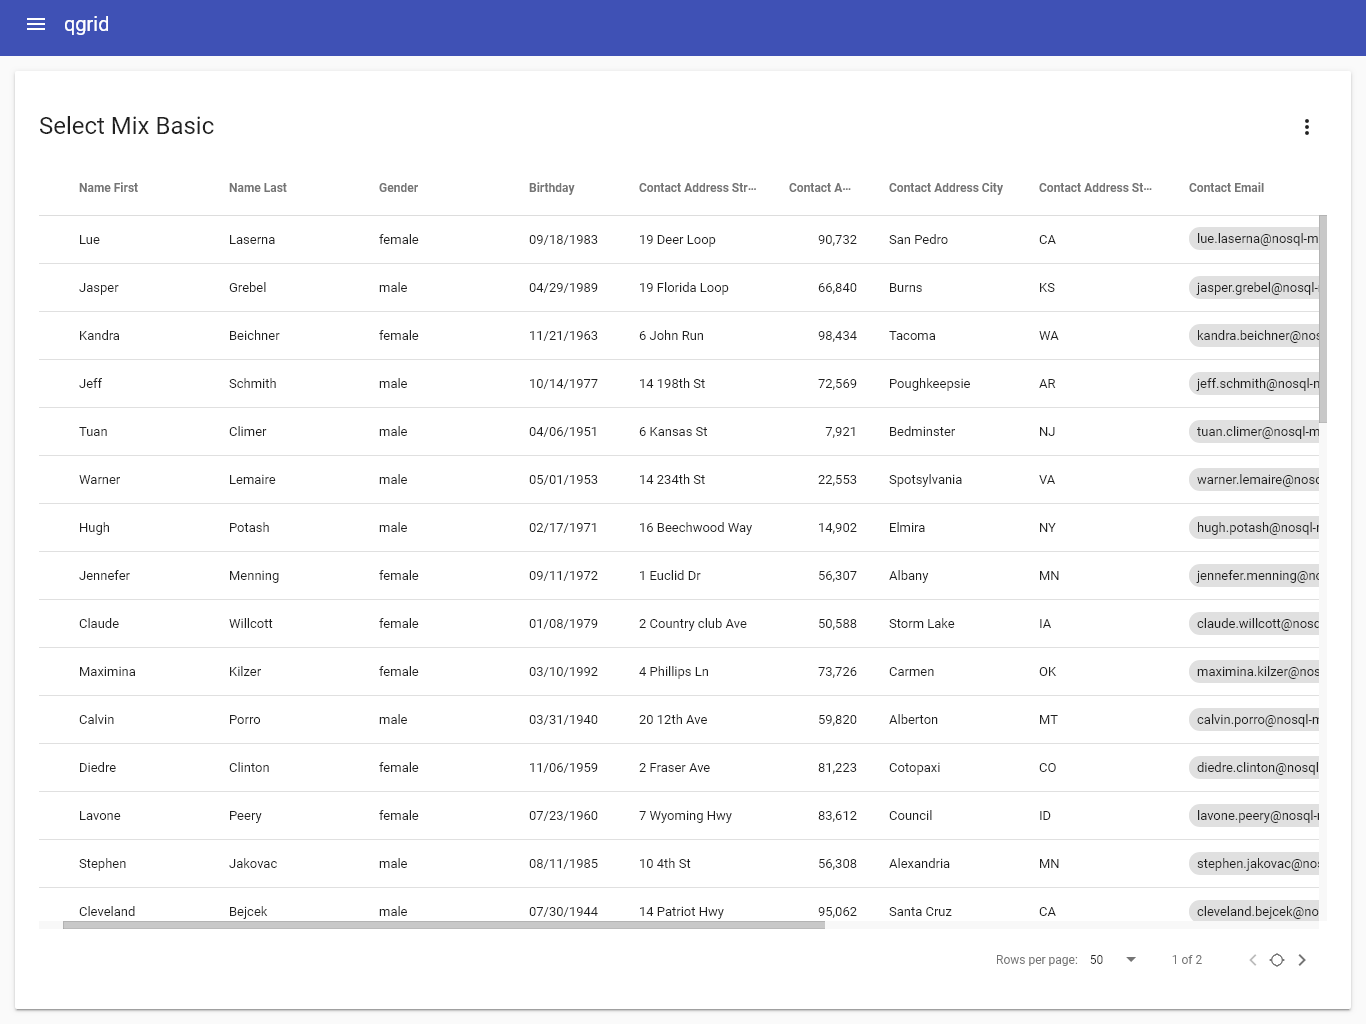 qgrid
Select Mix Basic
Name First Name Last Gender Birthday Contact Address Str... Contact A... Contact Address City Contact Address St... Contact Email
Lue Laserna female 09/18/1983 19 Deer Loop 90,732 San Pedro CA lue.laserna@nosql-m
Jasper Grebel male 04/29/1989 19 Florida Loop 66,840 Burns KS jasper.grebel@nosql-
Kandra Beichner female 11/21/1963 6 John Run 98,434 Tacoma WA kandra.beichner@nos
Jeff Schmith male 10/14/1977 14 198th St 72,569 Poughkeepsie AR jeff.schmith@nosql-m
Tuan Climer male 04/06/1951 6 Kansas St 7,921 Bedminster NJ tuan.climer@nosql-m
Warner Lemaire male 05/01/1953 14 234th St 22,553 Spotsylvania VA warner.lemaire@nosq
Hugh Potash male 02/17/1971 16 Beechwood Way 14,902 Elmira NY hugh.potash@nosql-m
Jennefer Menning female 09/11/1972 1 Euclid Dr 56,307 Albany MN jennefer.menning@no
Claude Willcott female 01/08/1979 2 Country club Ave 50,588 Storm Lake IA claude.willcott@nosq
Maximina Kilzer female 03/10/1992 4 Phillips Ln 73,726 Carmen OK maximina.kilzer@nos
Calvin Porro male 03/31/1940 20 12th Ave 59,820 Alberton MT calvin.porro@nosql-m
Diedre Clinton female 11/06/1959 2 Fraser Ave 81,223 Cotopaxi CO diedre.clinton@nosql
Lavone Peery female 07/23/1960 7 Wyoming Hwy 83,612 Council ID lavone.peery@nosql-m
Stephen Jakovac male 08/11/1985 10 4th St 56,308 Alexandria MN stephen.jakovac@nos
Cleveland Bejcek male 07/30/1944 14 Patriot Hwy 95,062 Santa Cruz CA cleveland.bejcek@no
Rows per page: 50 1 of 2